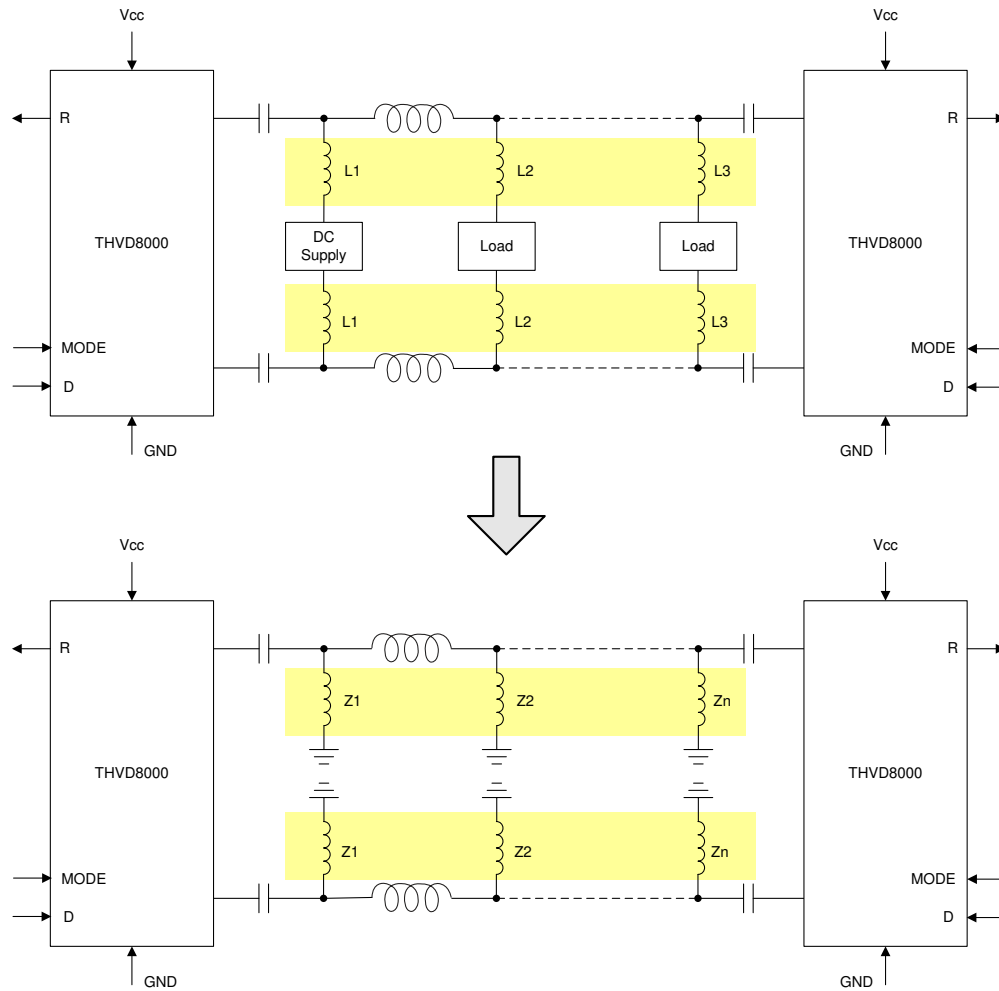 Vcc
Vcc
R
R
L1
L2
L3
THVD8000
DC
Supply
Load
Load
THVD8000
L1
L2
L3
MODE
MODE
D
D
GND
GND
Vcc
Vcc
R
R
Z1
Z2
Zn
THVD8000
THVD8000
Z1
Z2
Zn
MODE
MODE
D
D
GND
GND